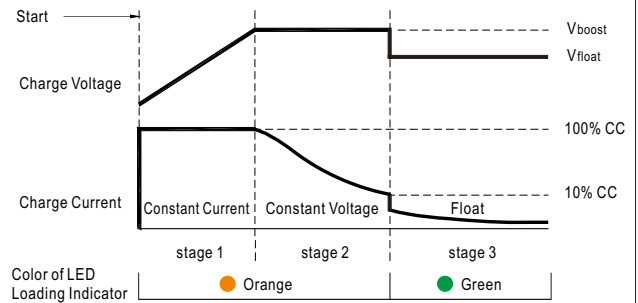 Start
Vboost
Vfloat
Charge Voltage
100% CC
10% CC
Charge Current
Constant Current
Constant Voltage
Float
stage 1
stage 2
stage 3
Color of LED
Loading Indicator
Orange
Green